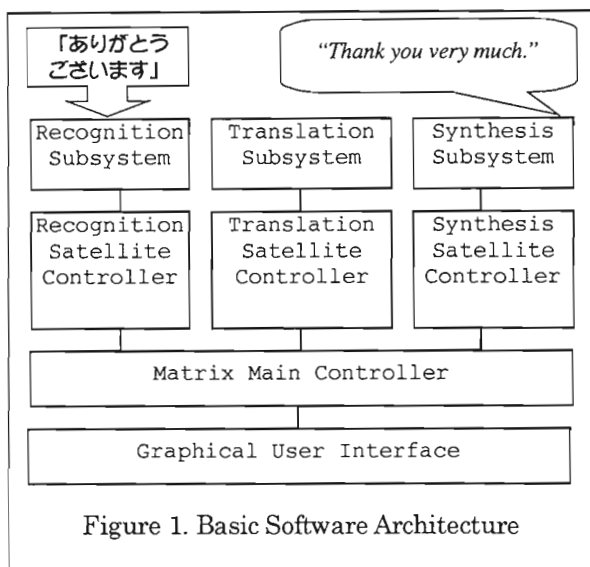 「ありがとう
ございます」
“Thank you very much.”
Recognition
Subsystem
Translation
Subsystem
Synthesis
Subsystem
Recognition
Satellite
Controller
Translation
Satellite
Controller
Synthesis
Satellite
Controller
Matrix Main Controller
Graphical User Interface
Figure 1. Basic Software Architecture